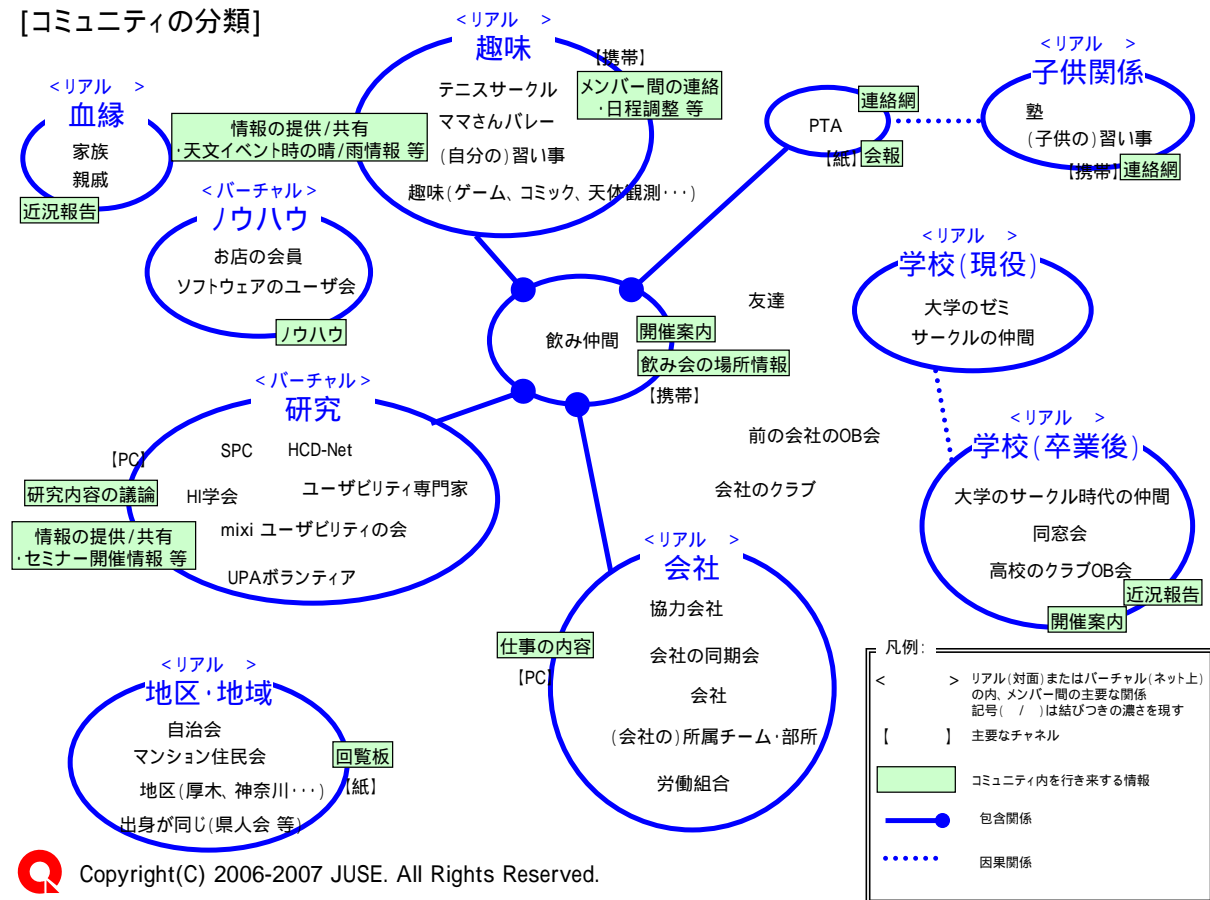 [コミュニティの分類]
<リアル　>
血縁
家族
親戚
近況報告
<リアル　>
趣味
【携帯】
テニスサークル
ママさんバレー
(自分の)習い事
趣味(ゲーム、コミック、天体観測･･･)
メンバー間の連絡
･日程調整 等
情報の提供/共有
･天文イベント時の晴/雨情報 等
PTA
連絡網
【紙】
会報
<リアル　>
子供関係
塾
(子供の)習い事
【携帯】
連絡網
<バーチャル>
ノウハウ
お店の会員
ソフトウェアのユーザ会
ノウハウ
飲み仲間
開催案内
飲み会の場所情報
【携帯】
友達
前の会社のOB会
会社のクラブ
<リアル　>
学校(現役)
大学のゼミ
サークルの仲間
<リアル　>
学校(卒業後)
大学のサークル時代の仲間
同窓会
高校のクラブOB会
近況報告
開催案内
<バーチャル>
研究
【PC】
SPC
HCD-Net
HI学会
ユーザビリティ専門家
mixi ユーザビリティの会
UPAボランティア
研究内容の議論
情報の提供/共有
･セミナー開催情報 等
<リアル　>
会社
協力会社
会社の同期会
会社
(会社の)所属チーム･部所
労働組合
仕事の内容
【PC】
<リアル　>
地区･地域
自治会
マンション住民会
地区(厚木、神奈川･･･)
出身が同じ(県人会 等)
回覧板
【紙】
凡例:
<　　　> リアル(対面)またはバーチャル(ネット上)
の内、メンバー間の主要な関係
記号(　/　)は結びつきの濃さを現す
【　　　】 主要なチャネル
コミュニティ内を行き来する情報
包含関係
因果関係
Copyright(C) 2006-2007 JUSE. All Rights Reserved.